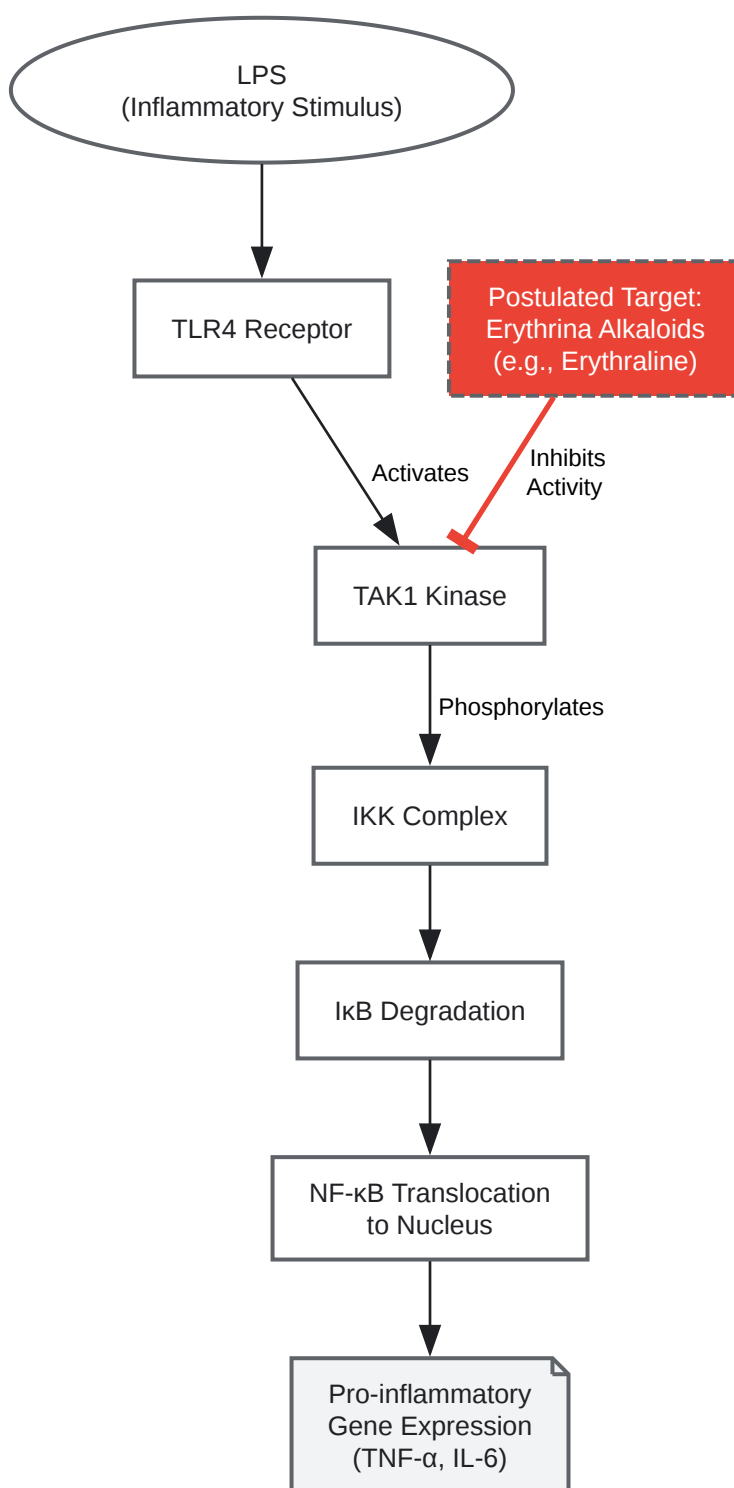 LPS
(Inflammatory Stimulus)
TLR4 Receptor
Postulated Target:
Erythrina Alkaloids
(e.g., Erythraline)
Activates
Inhibits
Activity
TAK1 Kinase
Phosphorylates
IKK Complex
IκB Degradation
NF-κB Translocation
to Nucleus
Pro-inflammatory
Gene Expression
(TNF-α, IL-6)